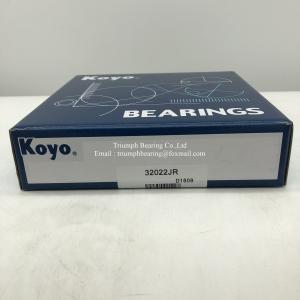 Koyo
BEARINGS
Triumph Bearing Co.,Ltd
Email : triumphbearing@foxmail.com
Koyo®
32022JR
D1808